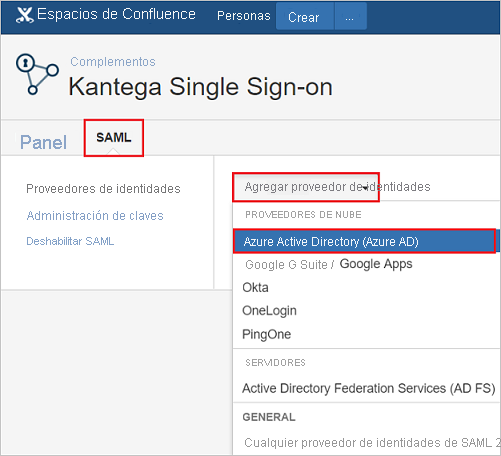 Espacios de Confluence Personas Crear ...
Complementos
Kantega Single Sign-on
Panel SAML
Proveedores de identidades
Administración de claves
Deshabilitar SAML
Agregar proveedor de identidades
PROVEEDORES DE NUBE
Azure Active Directory (Azure AD)
Google G Suite / Google Apps
Okta
OneLogin
PingOne
SERVIDORES
Active Directory Federation Services (AD FS)
GENERAL
Cualquier proveedor de identidades de SAML 2